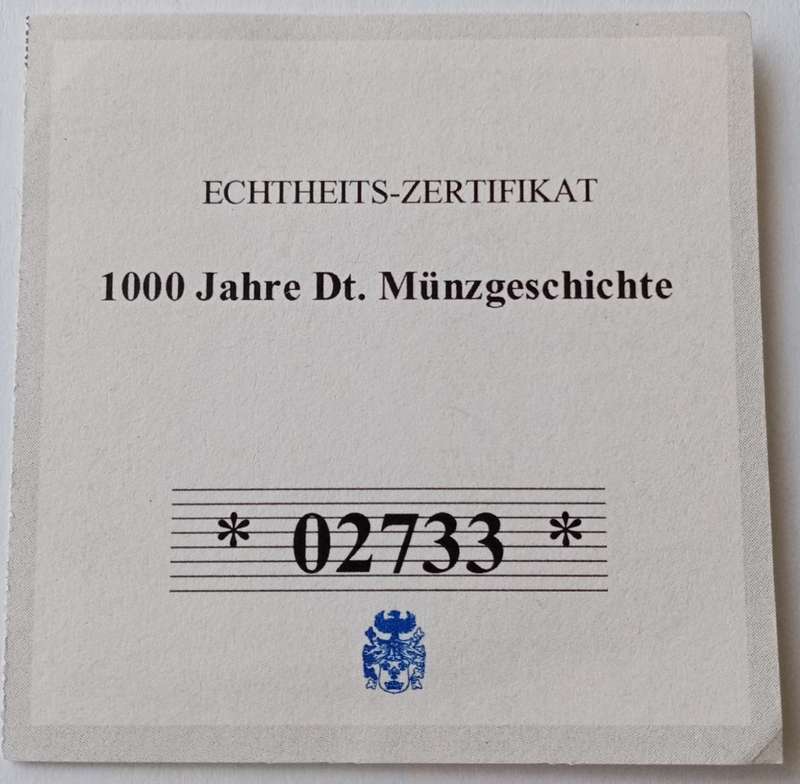 ECHTHEITS-ZERTIFIKAT
1000 Jahre Dt. Münzgeschichte
* 02733 *